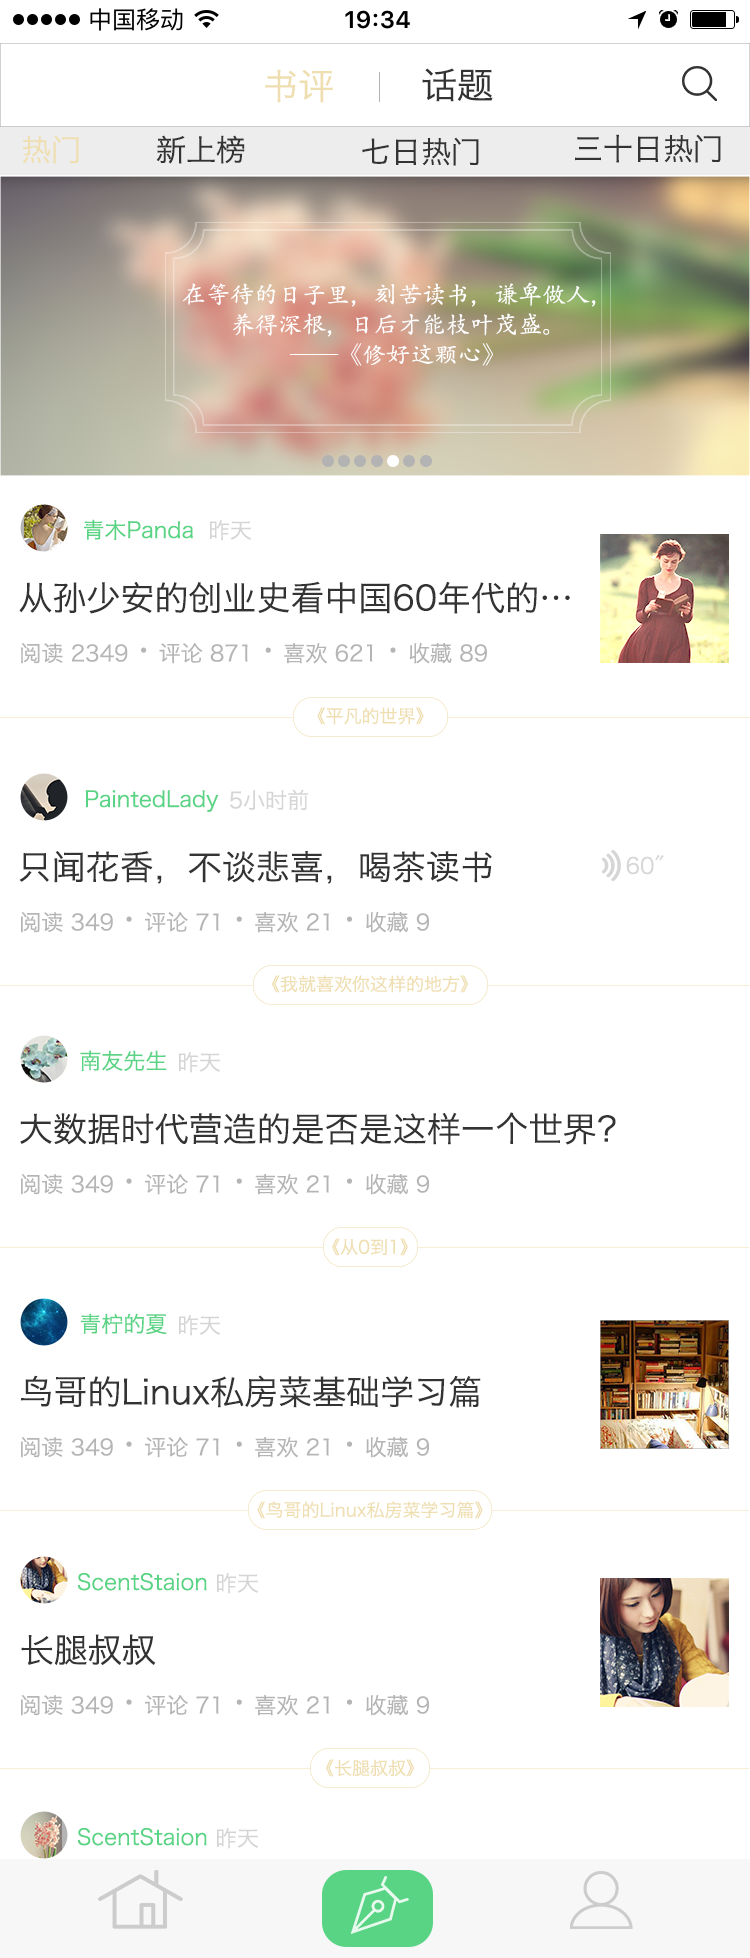 中国移动 19:34
书评 话题
热门 新上榜 七日热门 三十日热门
在等待的日子里，刻苦读书，谦卑做人，
养得深根，日后才能枝叶茂盛。
——《修好这颗心》
青木Panda 昨天
从孙少安的创业史看中国60年代的…
阅读 2349 · 评论 871 · 喜欢 621 · 收藏 89
《平凡的世界》
PaintedLady 5小时前
只闻花香，不谈悲喜，喝茶读书
60″
阅读 349 · 评论 71 · 喜欢 21 · 收藏 9
《我就喜欢你这样的地方》
南友先生 昨天
大数据时代营造的是否是这样一个世界？
阅读 349 · 评论 71 · 喜欢 21 · 收藏 9
《从0到1》
青柠的夏 昨天
鸟哥的Linux私房菜基础学习篇
阅读 349 · 评论 71 · 喜欢 21 · 收藏 9
《鸟哥的Linux私房菜学习篇》
ScentStaion 昨天
长腿叔叔
阅读 349 · 评论 71 · 喜欢 21 · 收藏 9
《长腿叔叔》
ScentStaion 昨天